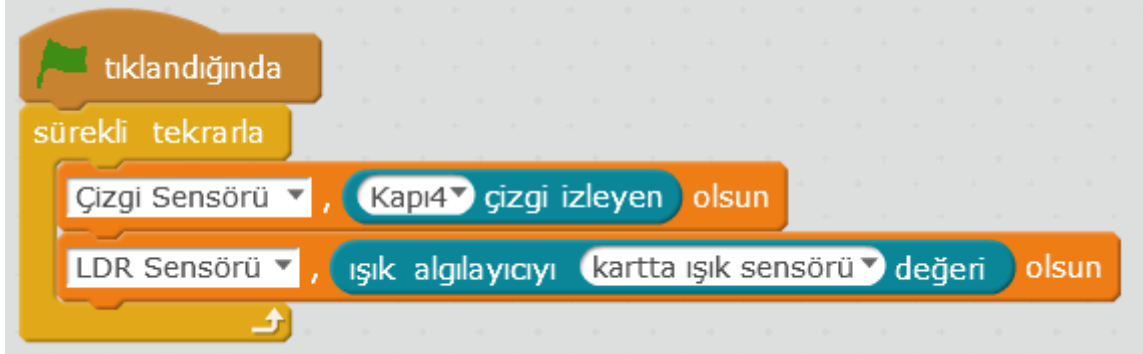 tıklandığında
sürekli tekrarla
Çizgi Sensörü , Kapı4 çizgi izleyen olsun
LDR Sensörü , ışık algılayıcıyı kartta ışık sensörü değeri olsun